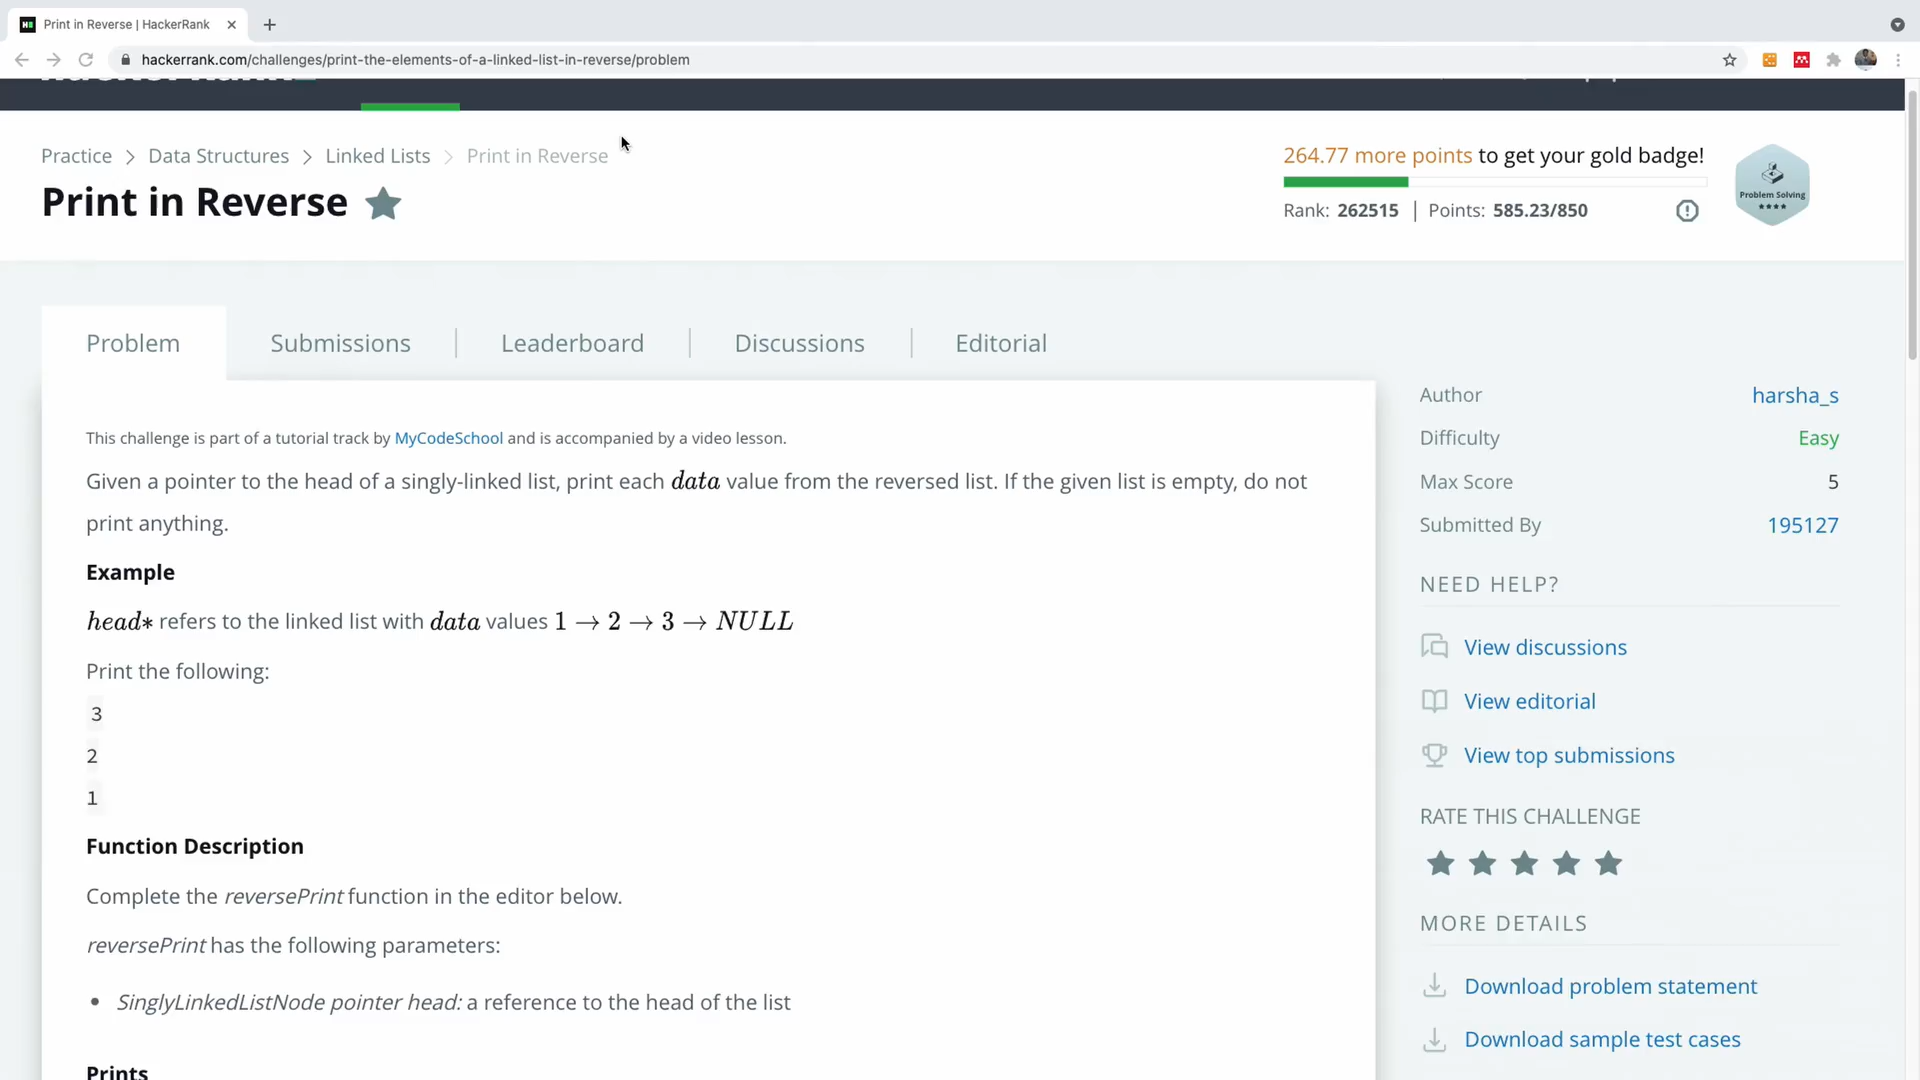 Print in Reverse | HackerRank
hackerrank.com/challenges/print-the-elements-of-a-linked-list-in-reverse/problem
Practice > Data Structures > Linked Lists > Print in Reverse
Print in Reverse
264.77 more points to get your gold badge!
Rank: 262515 | Points: 585.23/850
Problem Solving
Problem
Submissions
Leaderboard
Discussions
Editorial
This challenge is part of a tutorial track by MyCodeSchool and is accompanied by a video lesson.
Given a pointer to the head of a singly-linked list, print each data value from the reversed list. If the given list is empty, do not
print anything.
Example
head* refers to the linked list with data values 1 → 2 → 3 → NULL
Print the following:
3
2
1
Function Description
Complete the reversePrint function in the editor below.
reversePrint has the following parameters:
• SinglyLinkedListNode pointer head: a reference to the head of the list
Prints
Author harsha_s
Difficulty Easy
Max Score 5
Submitted By 195127
NEED HELP?
View discussions
View editorial
View top submissions
RATE THIS CHALLENGE
MORE DETAILS
Download problem statement
Download sample test cases